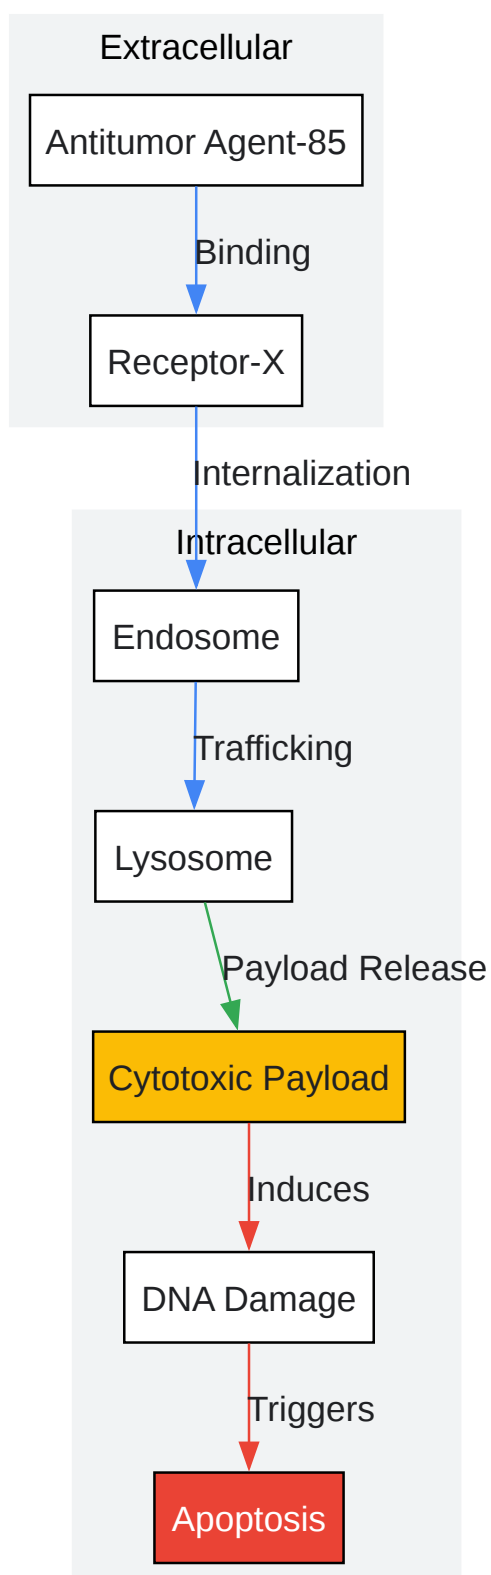 Extracellular
Antitumor Agent-85
Binding
Receptor-X
Internalization
Intracellular
Endosome
Trafficking
Lysosome
Payload Release
Cytotoxic Payload
Induces
DNA Damage
Triggers
Apoptosis